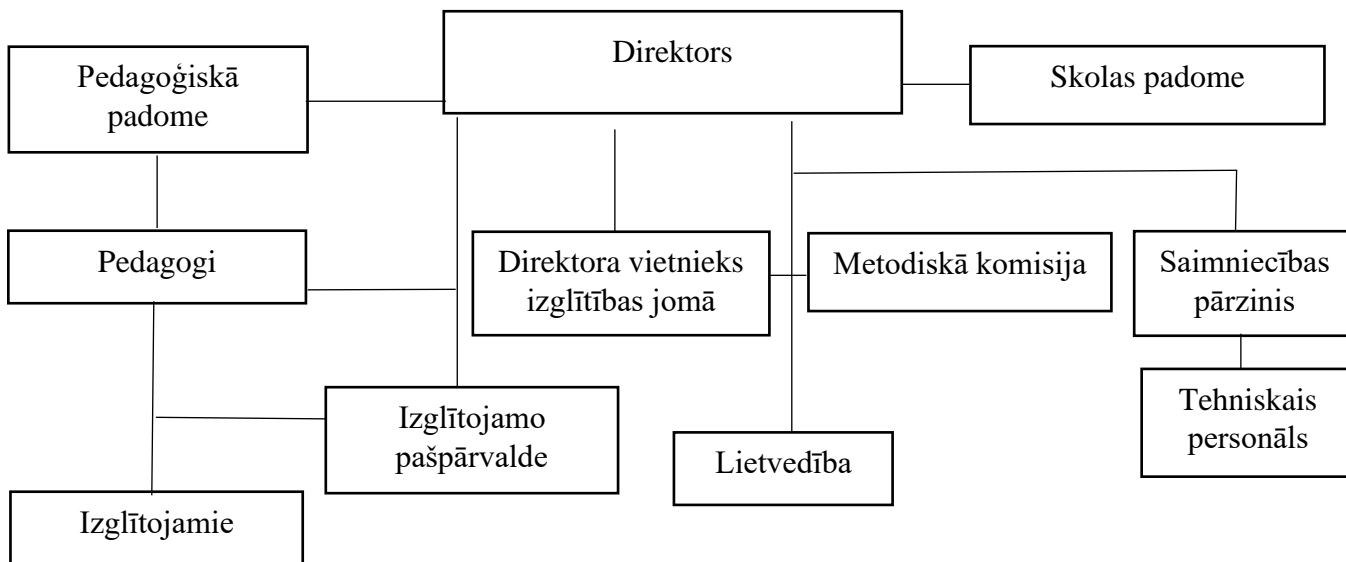 Direktors
Pedagoģiskā
padome
Skolas padome
Pedagogi
Direktora vietnieks
izglītības jomā
Metodiskā komisija
Saimniecības
pārzinis
Izglītojamo
pašpārvalde
Lietvedība
Tehniskais
personāls
Izglītojamie